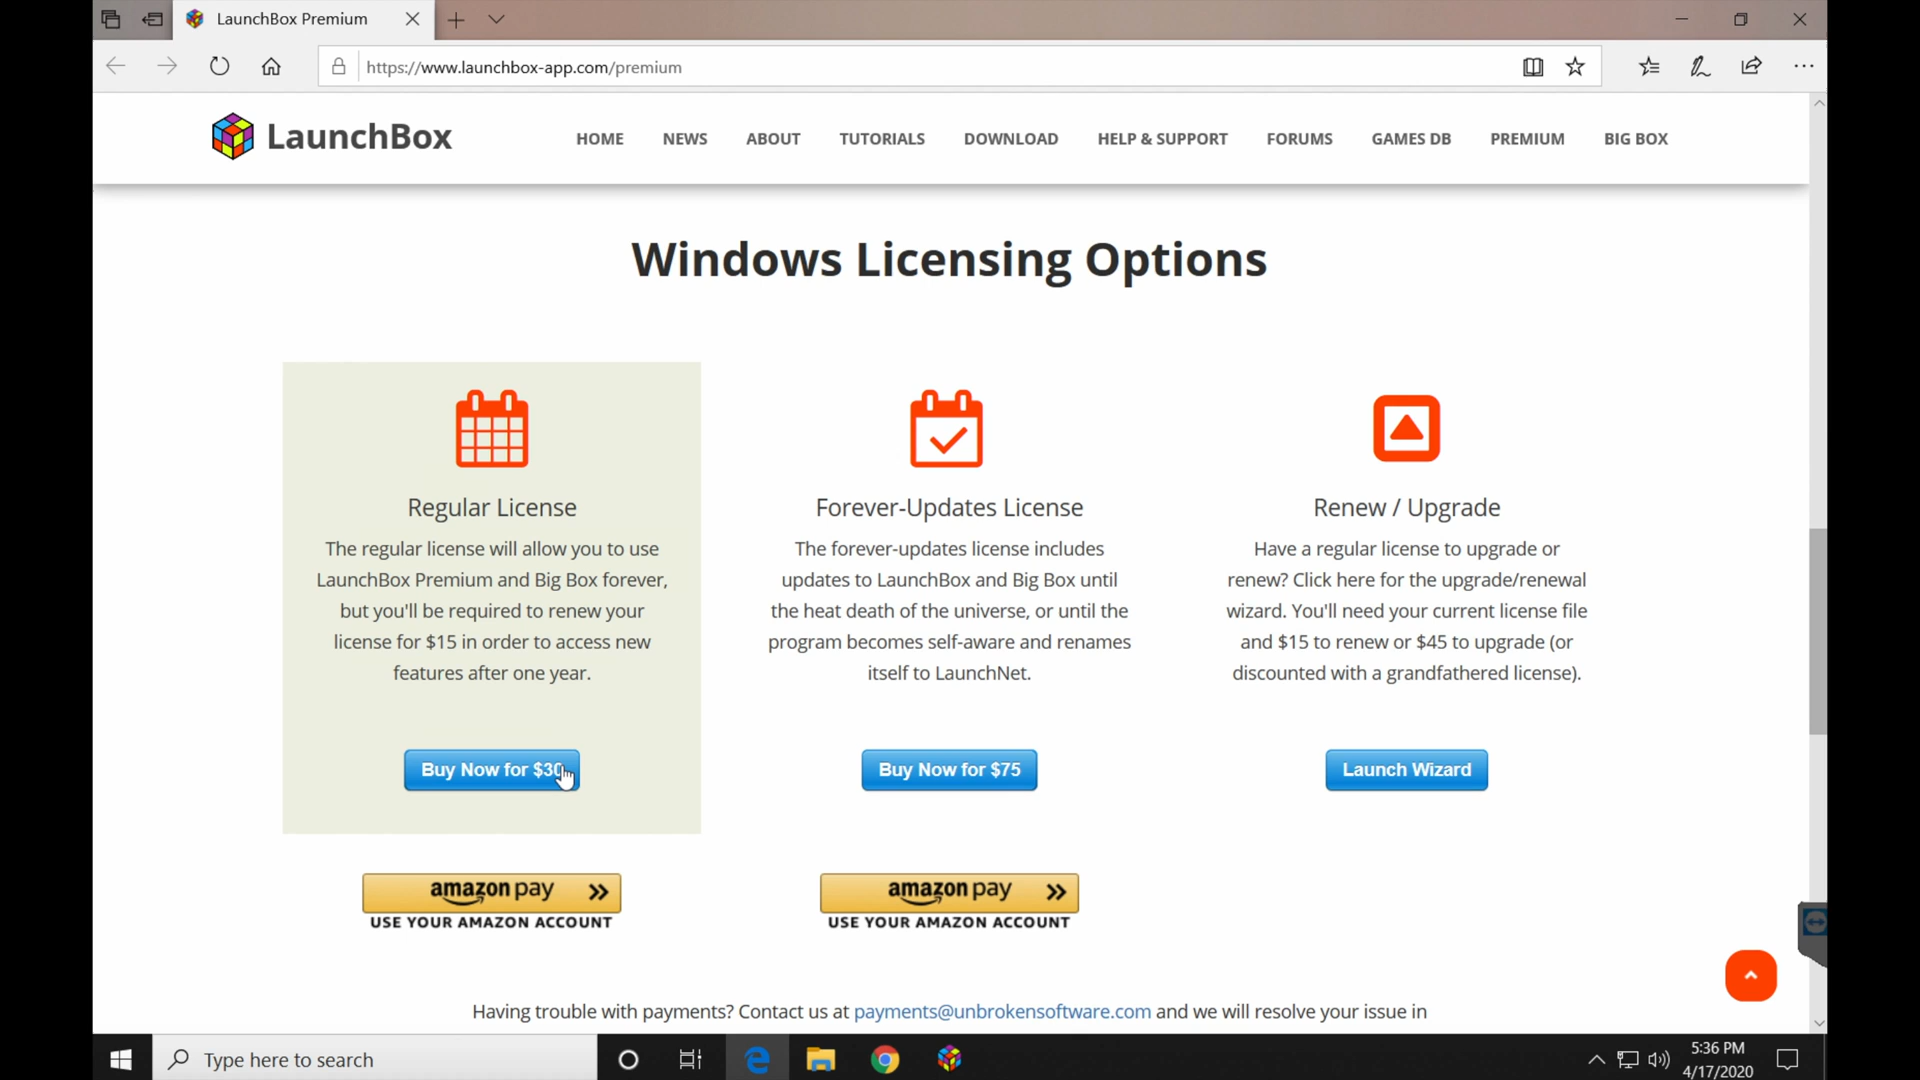 LaunchBox Premium
https://www.launchbox-app.com/premium
LaunchBox
HOME NEWS ABOUT TUTORIALS DOWNLOAD HELP & SUPPORT FORUMS GAMES DB PREMIUM BIG BOX
Windows Licensing Options
Regular License
The regular license will allow you to use
LaunchBox Premium and Big Box forever,
but you'll be required to renew your
license for $15 in order to access new
features after one year.
Buy Now for $30
amazon pay
USE YOUR AMAZON ACCOUNT
Forever-Updates License
The forever-updates license includes
updates to LaunchBox and Big Box until
the heat death of the universe, or until the
program becomes self-aware and renames
itself to LaunchNet.
Buy Now for $75
amazon pay
USE YOUR AMAZON ACCOUNT
Renew / Upgrade
Have a regular license to upgrade or
renew? Click here for the upgrade/renewal
wizard. You'll need your current license file
and $15 to renew or $45 to upgrade (or
discounted with a grandfathered license).
Launch Wizard
Having trouble with payments? Contact us at payments@unbrokensoftware.com and we will resolve your issue in
Type here to search
5:36 PM
4/17/2020